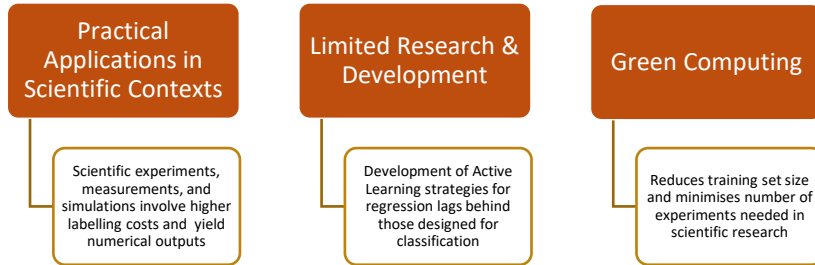 Practical
Applications in
Scientific Contexts
Scientific experiments,
measurements, and
simulations involve higher
labelling costs and yield
numerical outputs
Limited Research &
Development
Development of Active
Learning strategies for
regression lags behind
those designed for
classification
Green Computing
Reduces training set size
and minimises number of
experiments needed in
scientific research